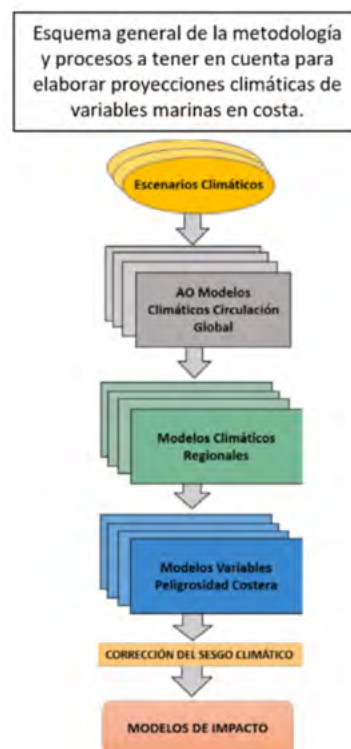 Esquema general de la metodología
y procesos a tener en cuenta para
elaborar proyecciones climáticas de
variables marinas en costa.
Escenarios Climáticos
AO Modelos
Climáticos Circulación
Global
Modelos Climáticos
Regionales
Modelos Variables
Peligrosidad Costera
CORRECCIÓN DEL SESGO CLIMÁTICO
MODELOS DE IMPACTO